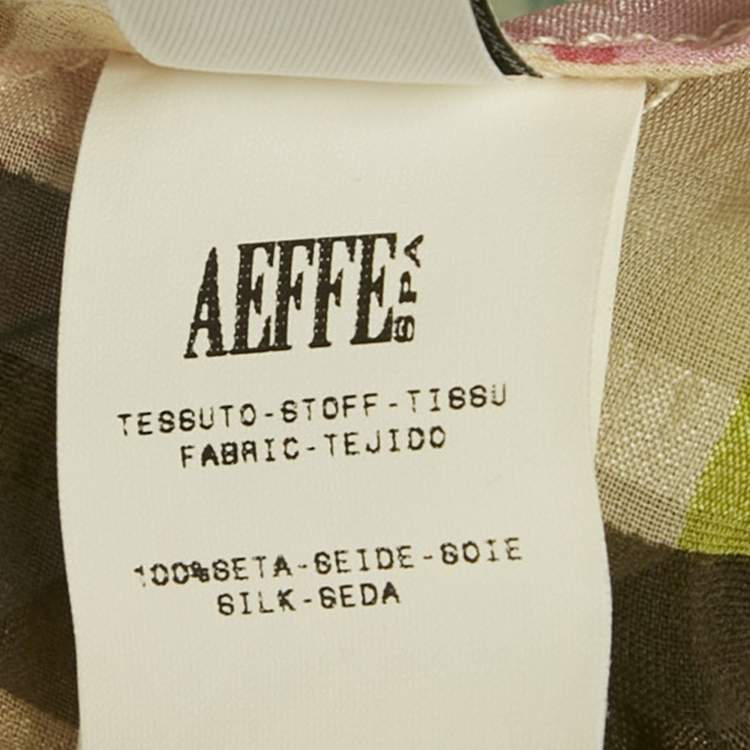 AEFFE SPA
TESSUTO-STOFF-TISSU
FABRIC-TEJIDO
100%SETA-SEIDE-SOIE
SILK-SEDA